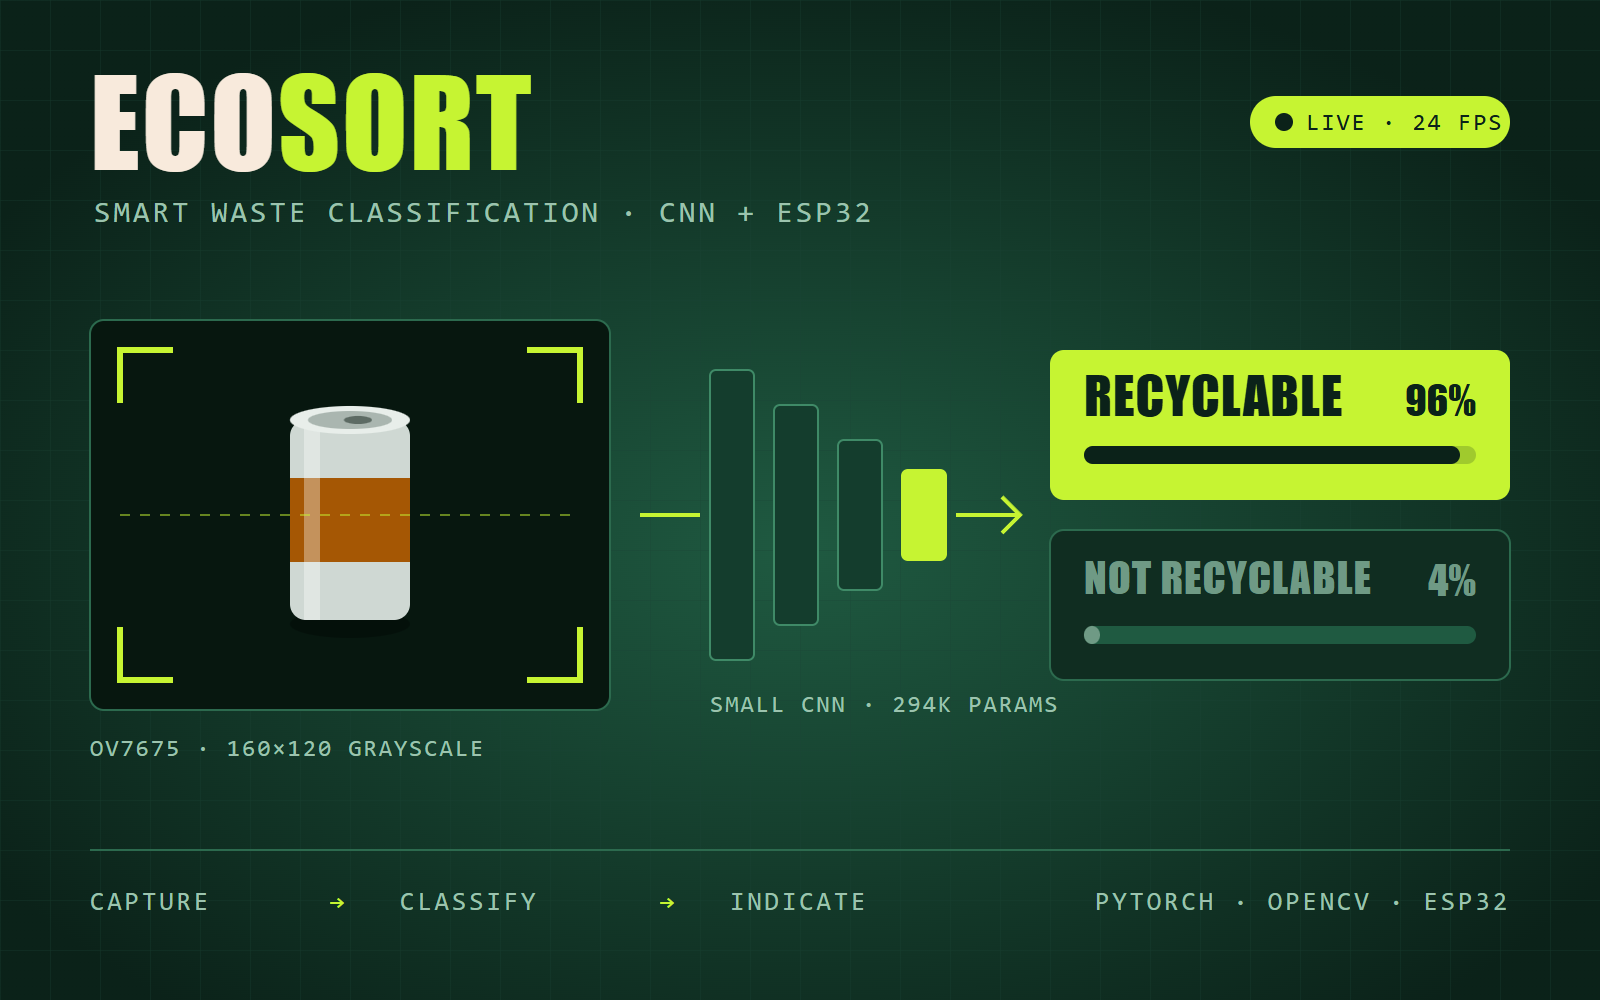 ECOSORT
LIVE · 24 FPS
SMART WASTE CLASSIFICATION · CNN + ESP32
RECYCLABLE 96%
NOT RECYCLABLE 4%
SMALL CNN · 294K PARAMS
OV7675 · 160×120 GRAYSCALE
CAPTURE → CLASSIFY → INDICATE
PYTORCH · OPENCV · ESP32